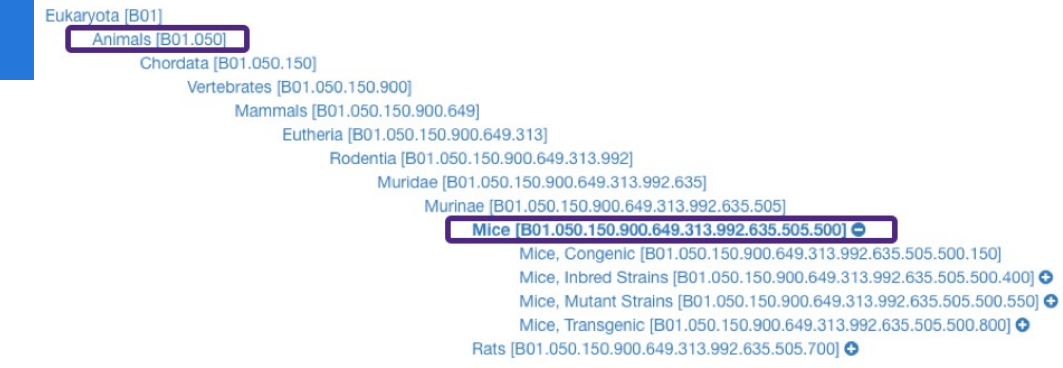 Eukaryota [B01]
Animals [B01.050]
Chordata [B01.050.150]
Vertebrates [B01.050.150.900]
Mammals [B01.050.150.900.649]
Eutheria [B01.050.150.900.649.313]
Rodentia [B01.050.150.900.649.313.992]
Muridae [B01.050.150.900.649.313.992.635]
Murinae [B01.050.150.900.649.313.992.635.505]
Mice [B01.050.150.900.649.313.992.635.505.500]
Mice, Congenic [B01.050.150.900.649.313.992.635.505.500.150]
Mice, Inbred Strains [B01.050.150.900.649.313.992.635.505.500.400]
Mice, Mutant Strains [B01.050.150.900.649.313.992.635.505.500.550]
Mice, Transgenic [B01.050.150.900.649.313.992.635.505.500.800]
Rats [B01.050.150.900.649.313.992.635.505.700]